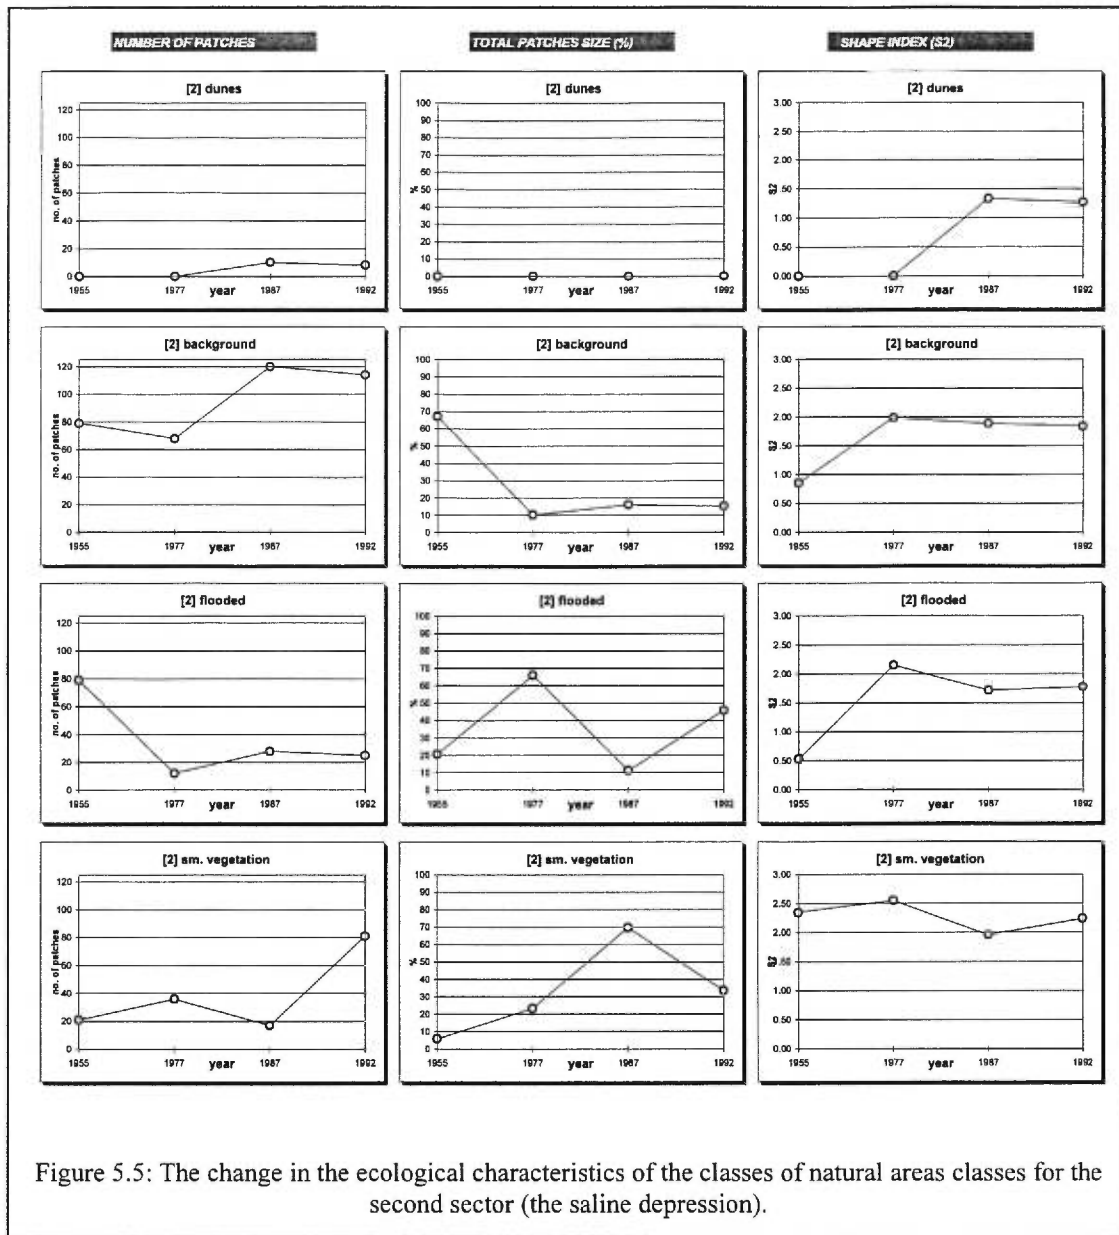 NUMBER OF PATCHES
TOTAL PATCHES SIZE (%)
SHAPE INDEX (S2)
[2] dunes
120
100
80
60
40
20
0
no. of patches
1955 1977 year 1987 1992
[2] dunes
100
90
80
70
60
50
40
30
20
10
0
%
1955 1977 year 1987 1992
[2] dunes
3.00
2.50
2.00
1.50
1.00
0.50
0.00
S2
1955 1977 year 1987 1992
[2] background
120
100
80
60
40
20
0
no. of patches
1955 1977 year 1987 1992
[2] background
100
90
80
70
60
50
40
30
20
10
0
%
1955 1977 year 1987 1992
[2] background
3.00
2.50
2.00
1.50
1.00
0.50
0.00
S2
1955 1977 year 1987 1992
[2] flooded
120
100
80
60
40
20
0
no. of patches
1955 1977 year 1987 1992
[2] flooded
100
90
80
70
60
50
40
30
20
10
0
%
1955 1977 year 1987 1992
[2] flooded
3.00
2.50
2.00
1.50
1.00
0.50
0.00
S2
1955 1977 year 1987 1992
[2] sm. vegetation
120
100
80
60
40
20
0
no. of patches
1955 1977 year 1987 1992
[2] sm. vegetation
100
90
80
70
60
50
40
30
20
10
0
%
1955 1977 year 1987 1992
[2] sm. vegetation
3.00
2.50
2.00
1.50
1.00
0.50
0.00
S2
1955 1977 year 1987 1992
Figure 5.5: The change in the ecological characteristics of the classes of natural areas classes for the
second sector (the saline depression).